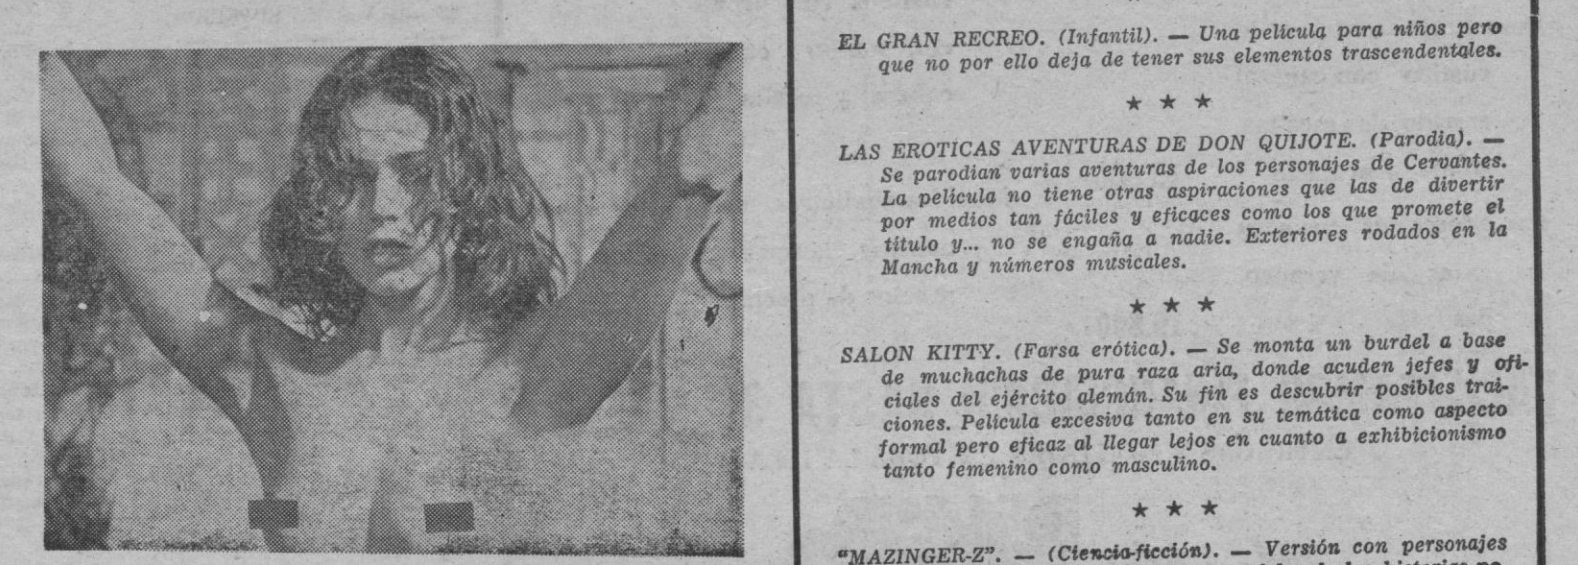 EL GRAN RECREO. (Infantil). — Una película para niños pero
que no por ello deja de tener sus elementos trascendentales.
★ ★ ★
LAS EROTICAS AVENTURAS DE DON QUIJOTE. (Parodia). —
Se parodian varias aventuras de los personajes de Cervantes.
La película no tiene otras aspiraciones que las de divertir
por medios tan fáciles y eficaces como los que promete el
título y... no se engaña a nadie. Exteriores rodados en la
Mancha y números musicales.
★ ★ ★
SALON KITTY. (Farsa erótica). — Se monta un burdel a base
de muchachas de pura raza aria, donde acuden jefes y ofi-
ciales del ejército alemán. Su fin es descubrir posibles trai-
ciones. Película excesiva tanto en su temática como aspecto
formal pero eficaz al llegar lejos en cuanto a exhibicionismo
tanto femenino como masculino.
★ ★ ★
“MAZINGER-Z”. — (Ciencia-ficción). — Versión con personajes